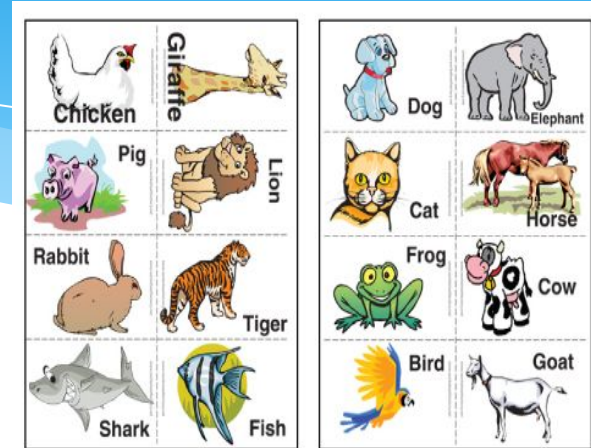 Chicken
Giraffe
Pig
Lion
Rabbit
Tiger
Shark
Fish
Dog
Elephant
Cat
Horse
Frog
Cow
Bird
Goat